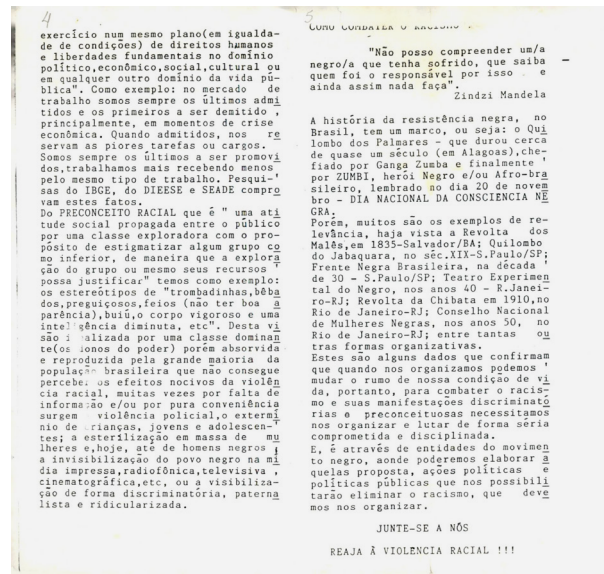 4
exercício num mesmo plano(em igualda-
de de condições) de direitos humanos
e liberdades fundamentais no domínio
político,econômico,social,cultural ou
em qualquer outro domínio da vida pú-
blica". Como exemplo: no mercado de
trabalho somos sempre os últimos admi
tidos e os primeiros a ser demitido ,
principalmente, em momentos de crise
econômica. Quando admitidos, nos re
servam as piores tarefas ou cargos.
Somos sempre os últimos a ser promovi
dos,trabalhamos mais recebendo menos
pelo mesmo tipo de trabalho. Pesqui-'
sas do IBGE, do DIEESE e SEADE compro
vam estes fatos.
Do PRECONCEITO RACIAL que é " uma ati
tude social propagada entre o público
por uma classe exploradora com o pro-
pósito de estigmatizar algum grupo co
mo inferior, de maneira que a explora
ção do grupo ou mesmo seus recursos '
possa justificar" temos como exemplo:
os estereótipos de "trombadinhas,bêba
dos,preguiçosos,feios (não ter boa a
parência),buiú,o corpo vigoroso e uma
inteligência diminuta, etc". Desta vi
são i alizada por uma classe dominan
te(os donos do poder) porém absorvida
e reproduzida pela grande maioria da
população brasileira que não consegue
perceber os efeitos nocivos da violên
cia racial, muitas vezes por falta de
informação e/ou por pura conveniência
surgem violência policial,o extermí
nio de crianças, jovens e adolescen-'
tes; a esterilização em massa de mu
lheres e,hoje, até de homens negros ;
a invisibilização do povo negro na mí
dia impressa,radiofônica,televisiva ,
cinematográfica,etc, ou a visibiliza-
ção de forma discriminatória, paterna
lista e ridicularizada.
5
COMO COMBATER O RACISMO
"Não posso compreender um/a
negro/a que tenha sofrido, que saiba
quem foi o responsável por isso e
ainda assim nada faça".
Zindzi Mandela
A história da resistência negra, no
Brasil, tem um marco, ou seja: o Qui
lombo dos Palmares - que durou cerca
de quase um século (em Alagoas),che-
fiado por Ganga Zumba e finalmente '
por ZUMBI, herói Negro e/ou Afro-bra
sileiro, lembrado no dia 20 de novem
bro - DIA NACIONAL DA CONSCIENCIA NE
GRA.
Porém, muitos são os exemplos de re-
levância, haja vista a Revolta dos
Malês,em 1835-Salvador/BA; Quilombo
do Jabaquara, no séc.XIX-S.Paulo/SP;
Frente Negra Brasileira, na década '
de 30 - S.Paulo/SP; Teatro Experimen
tal do Negro, nos anos 40 - R.Janei-
ro-RJ; Revolta da Chibata em 1910,no
Rio de Janeiro-RJ; Conselho Nacional
de Mulheres Negras, nos anos 50, no
Rio de Janeiro-RJ; entre tantas ou
tras formas organizativas.
Estes são alguns dados que confirmam
que quando nos organizamos podemos '
mudar o rumo de nossa condição de vi
da, portanto, para combater o racis-
mo e suas manifestações discriminató
rias e preconceituosas necessitamos
nos organizar e lutar de forma séria
comprometida e disciplinada.
E, é através de entidades do movimen
to negro, aonde poderemos elaborar a
quelas proposta, ações políticas e
políticas públicas que nos possibili
tarão eliminar o racismo, que deve
mos nos organizar.
JUNTE-SE A NÓS
REAJA À VIOLENCIA RACIAL !!!